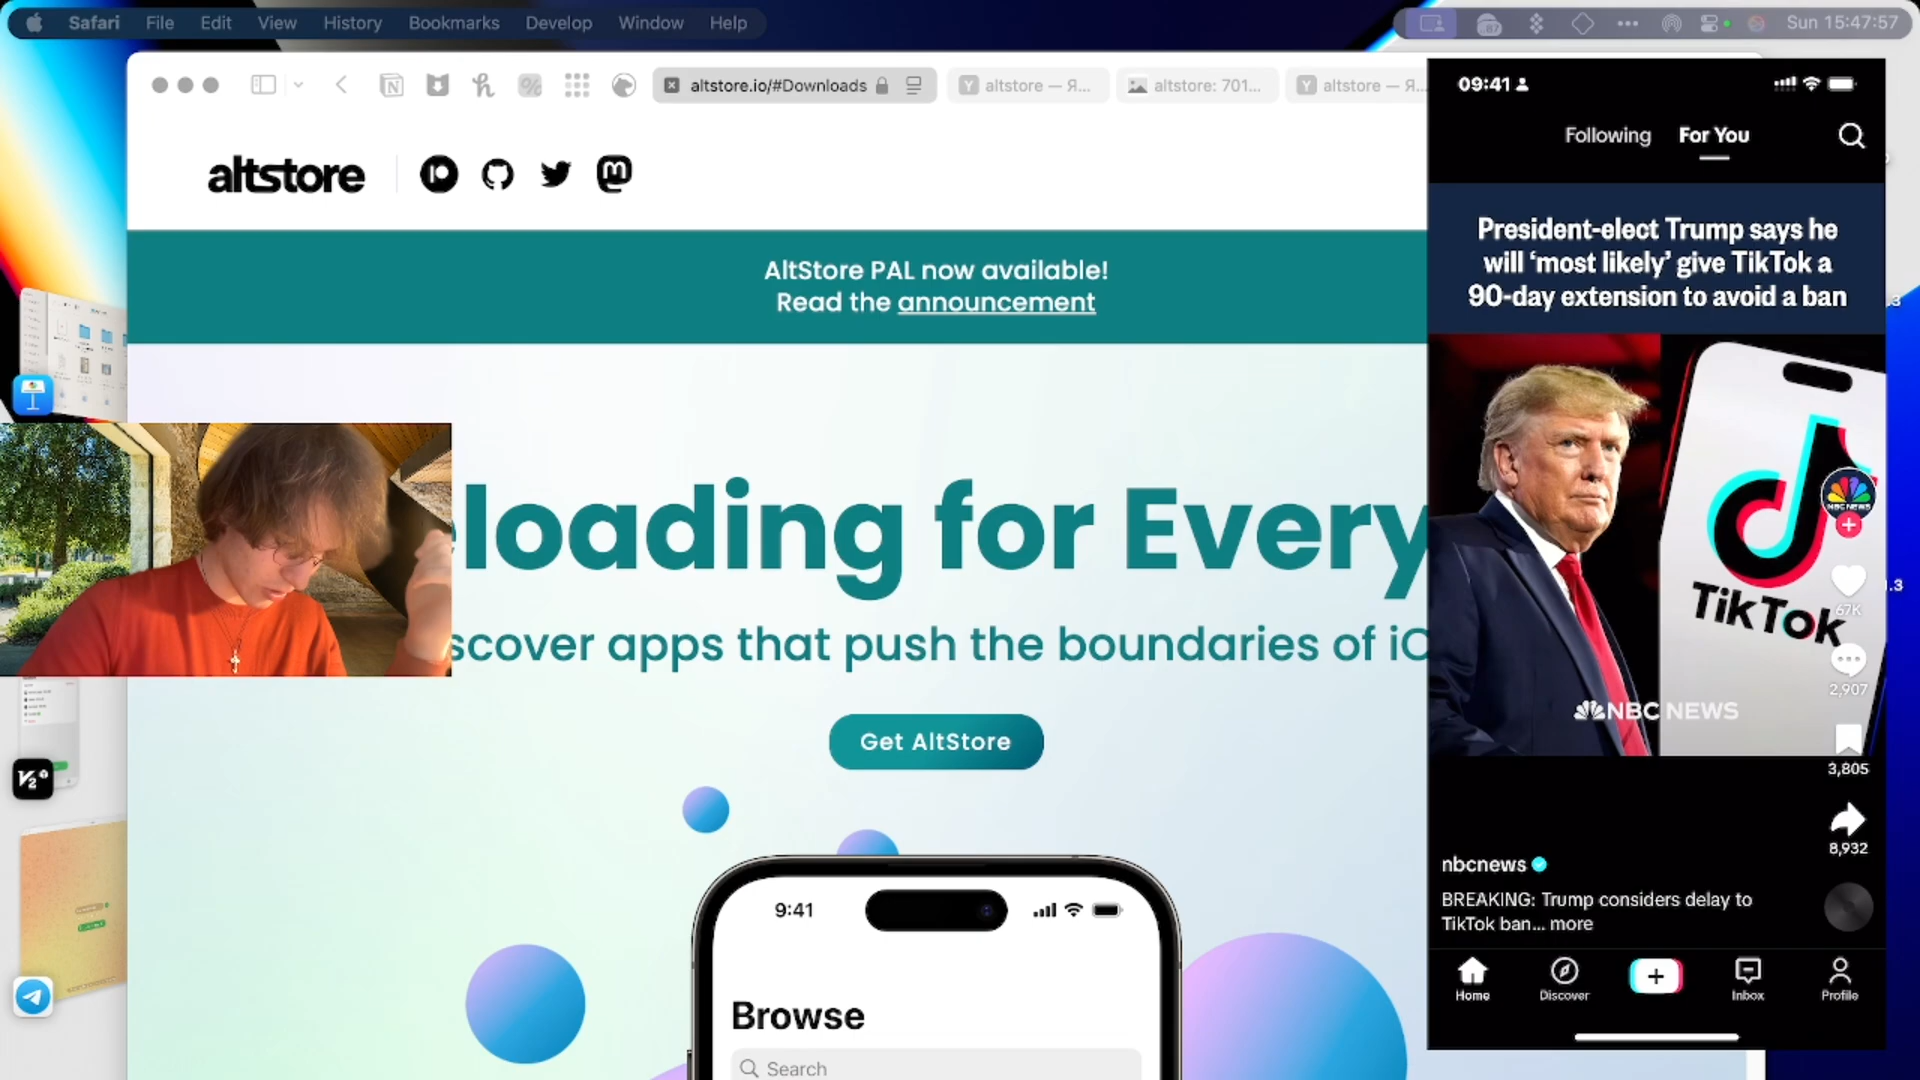 Safari File Edit View History Bookmarks Develop Window Help
Sun 15:47:57
altstore.io/#Downloads
altstore — Я...
altstore: 701...
altstore — Я...
altstore
AltStore PAL now available!
Read the announcement
loading for Every
scover apps that push the boundaries of iO
Get AltStore
9:41
Browse
Search
09:41
Following For You
President-elect Trump says he
will ‘most likely’ give TikTok a
90-day extension to avoid a ban
TikTok
NBC NEWS
67K
2,907
NBC NEWS
3,805
8,932
nbcnews
BREAKING: Trump considers delay to
TikTok ban... more
Home Discover Inbox Profile